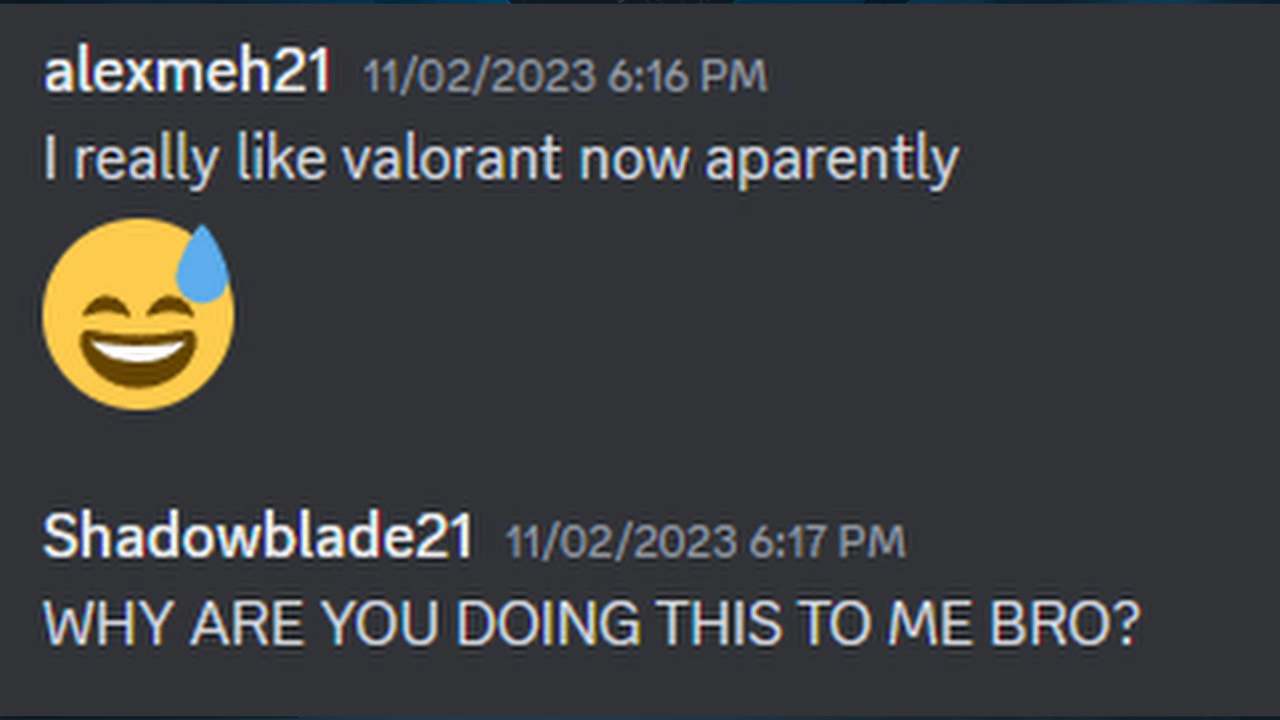 alexmeh21 11/02/2023 6:16 PM
I really like valorant now aparently
Shadowblade21 11/02/2023 6:17 PM
WHY ARE YOU DOING THIS TO ME BRO?